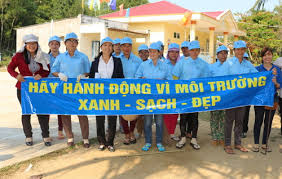 HÃY HÀNH ĐỘNG VÌ MÔI TRƯỜNG
XANH - SẠCH - ĐẸP